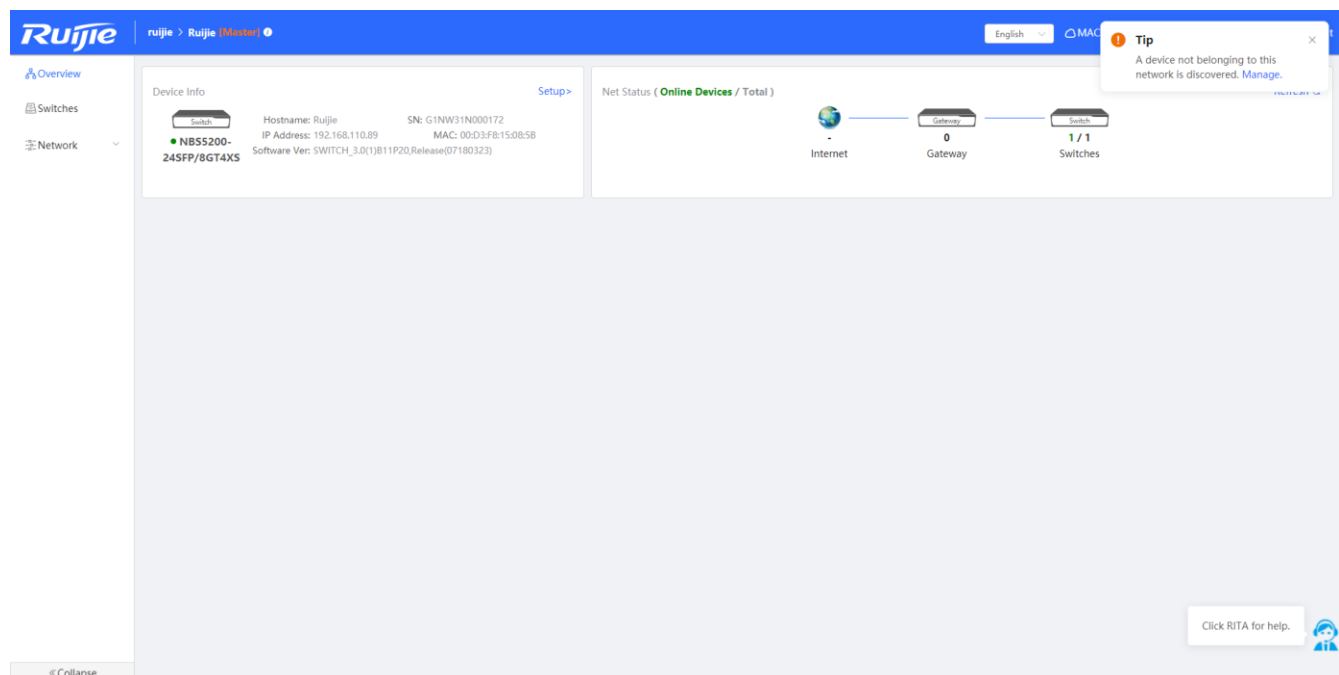 Ruijie
ruijie > Ruijie [Master]
English
MAC
Tip
A device not belonging to this
network is discovered. Manage.
Overview
Switches
Network
Device Info
Setup>
Switch
NBS5200-
24SFP/8GT4XS
Hostname: Ruijie SN: G1NW31N000172
IP Address: 192.168.110.89 MAC: 00:D3:F8:15:08:5B
Software Ver: SWITCH_3.0(1)B11P20,Release(07180323)
Net Status ( Online Devices / Total )
Refresh
-
Internet
Gateway
0
Gateway
Switch
1 / 1
Switches
Click RITA for help.
Collapse